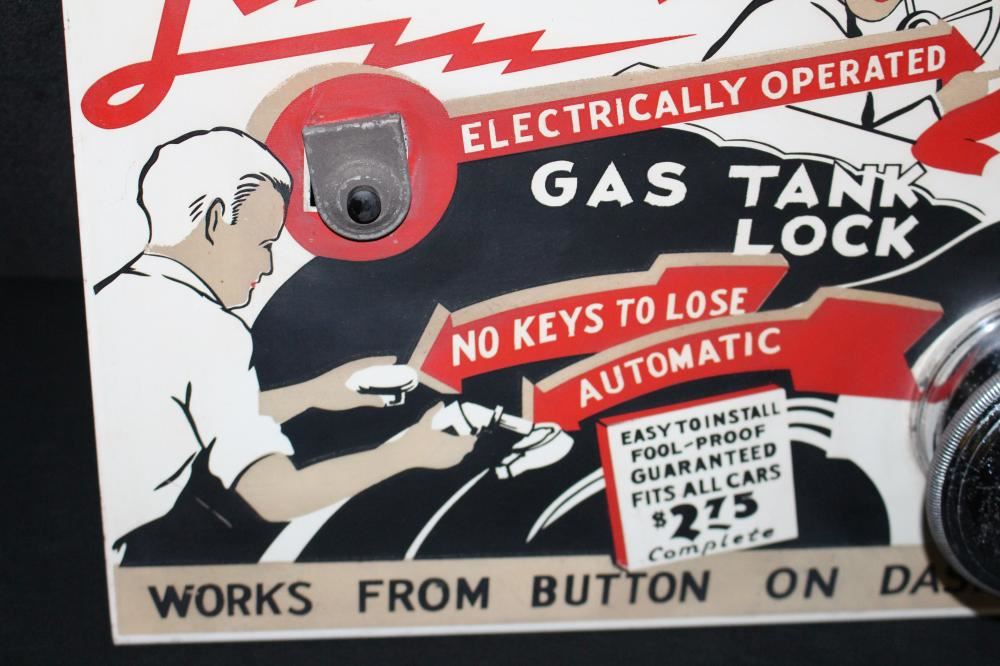 ELECTRICALLY OPERATED
GAS TANK
LOCK
NO KEYS TO LOSE
AUTOMATIC
EASY TO INSTALL
FOOL-PROOF
GUARANTEED
FITS ALL CARS
$2.75
Complete
WORKS FROM BUTTON ON DAS